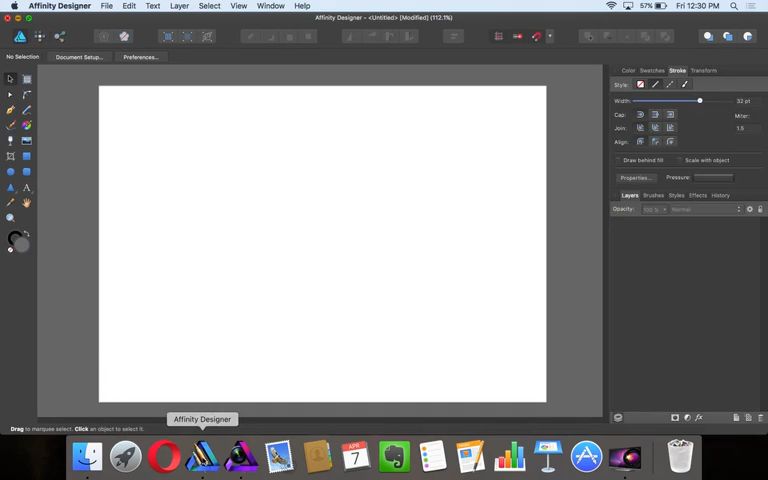 Affinity Designer File Edit Text Layer Select View Window Help 57% Fri 12:30 PM
Affinity Designer - <Untitled> [Modified] (112.1%)
No Selection Document Setup... Preferences...
Color Swatches Stroke Transform
Style:
Width: 32 pt
Cap: Miter:
Join: 1.5
Align:
Draw behind fill Scale with object
Properties... Pressure:
Layers Brushes Styles Effects History
Opacity: 100 % Normal
A
fx
Affinity Designer
Drag to marquee select. Click an object to select it.
APR
7